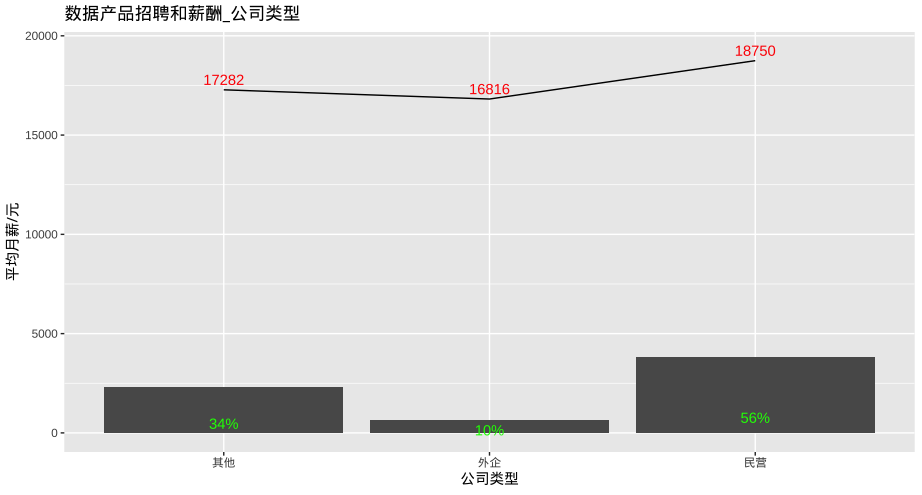 数据产品招聘和薪酬_公司类型
20000
15000
10000
5000
0
平均月薪/元
17282
16816
18750
34%
10%
56%
其他
外企
民营
公司类型